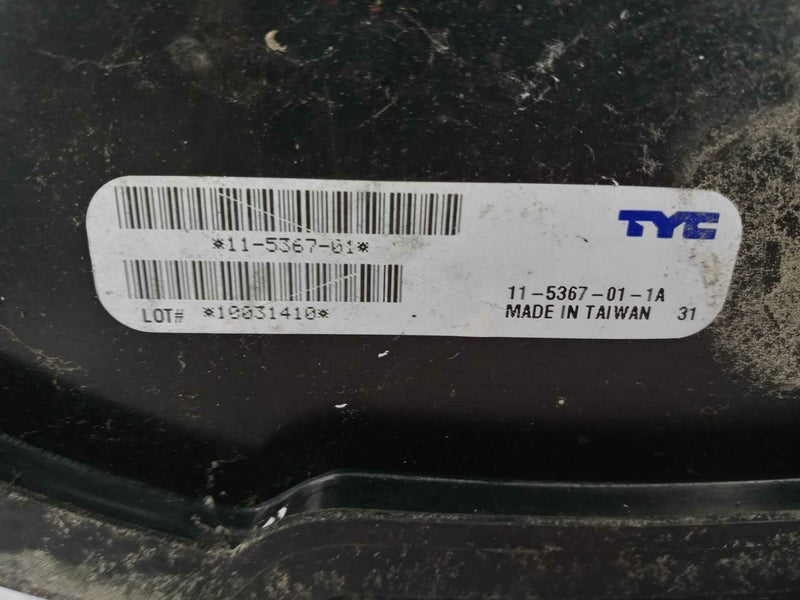 *11-5367-01*
LOT# *10031410*
TYC
11-5367-01-1A
MADE IN TAIWAN 31